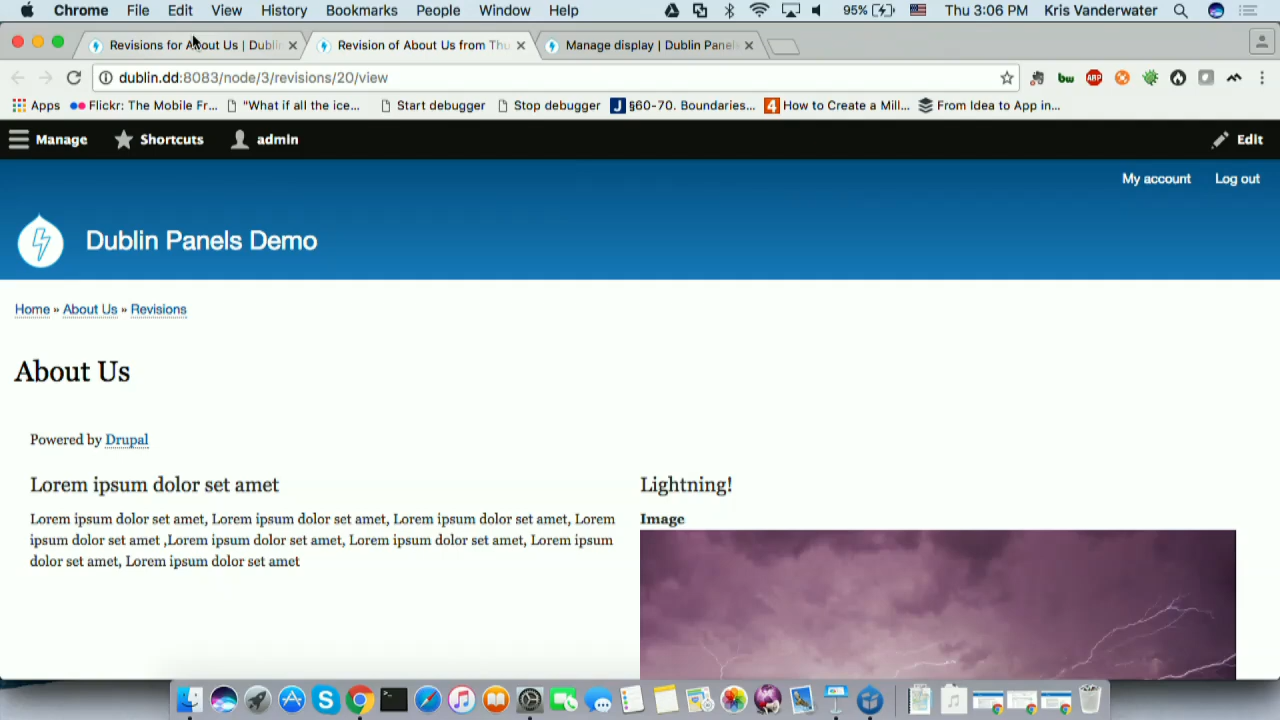 Chrome File Edit View History Bookmarks People Window Help 95% Thu 3:06 PM Kris Vanderwater
Revisions for About Us | Dublin Revision of About Us from Thu Manage display | Dublin Panel
dublin.dd:8083/node/3/revisions/20/view
Apps Flickr: The Mobile Fr... "What if all the ice... Start debugger Stop debugger §60-70. Boundaries... How to Create a Mill... From Idea to App in...
Manage Shortcuts admin Edit
My account Log out
Dublin Panels Demo
Home » About Us » Revisions
About Us
Powered by Drupal
Lorem ipsum dolor set amet
Lorem ipsum dolor set amet, Lorem ipsum dolor set amet, Lorem ipsum dolor set amet, Lorem
ipsum dolor set amet ,Lorem ipsum dolor set amet, Lorem ipsum dolor set amet, Lorem ipsum
dolor set amet, Lorem ipsum dolor set amet
Lightning!
Image